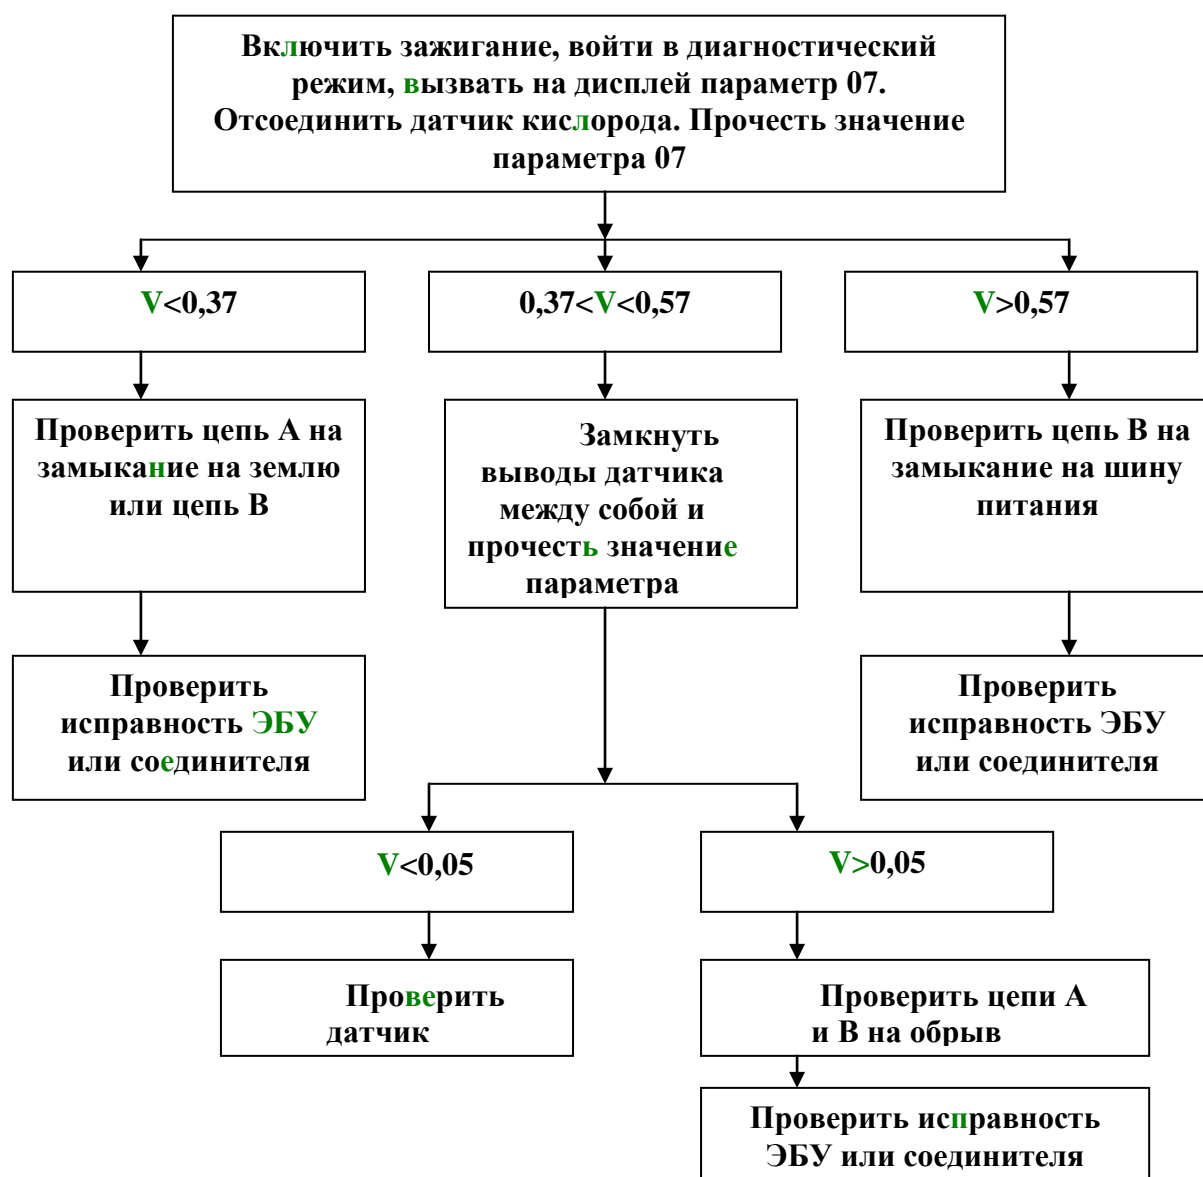 Включить зажигание, войти в диагностический
режим, вызвать на дисплей параметр 07.
Отсоединить датчик кислорода. Прочесть значение
параметра 07
V<0,37
0,37<V<0,57
V>0,57
Проверить цепь А на
замыкание на землю
или цепь В
Замкнуть
выводы датчика
между собой и
прочесть значение
параметра
Проверить цепь В на
замыкание на шину
питания
Проверить
исправность ЭБУ
или соединителя
Проверить
исправность ЭБУ
или соединителя
V<0,05
V>0,05
Проверить
датчик
Проверить цепи А
и В на обрыв
Проверить исправность
ЭБУ или соединителя